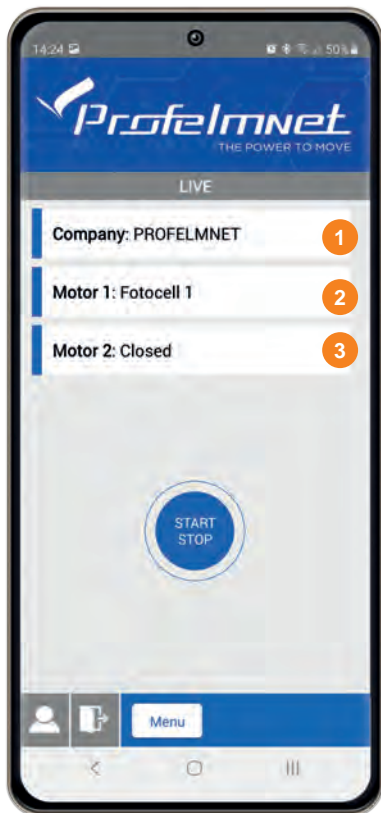 14:24 50%
Profelmnet
THE POWER TO MOVE
LIVE
Company: PROFELMNET 1
Motor 1: Fotocell 1 2
Motor 2: Closed 3
START
STOP
Menu